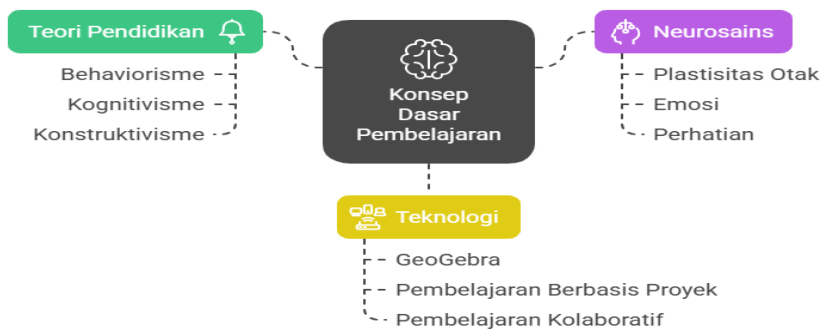 Teori Pendidikan
Behaviorisme
Kognitivisme
Konstruktivisme
Konsep
Dasar
Pembelajaran
Neurosains
Plastisitas Otak
Emosi
Perhatian
Teknologi
GeoGebra
Pembelajaran Berbasis Proyek
Pembelajaran Kolaboratif